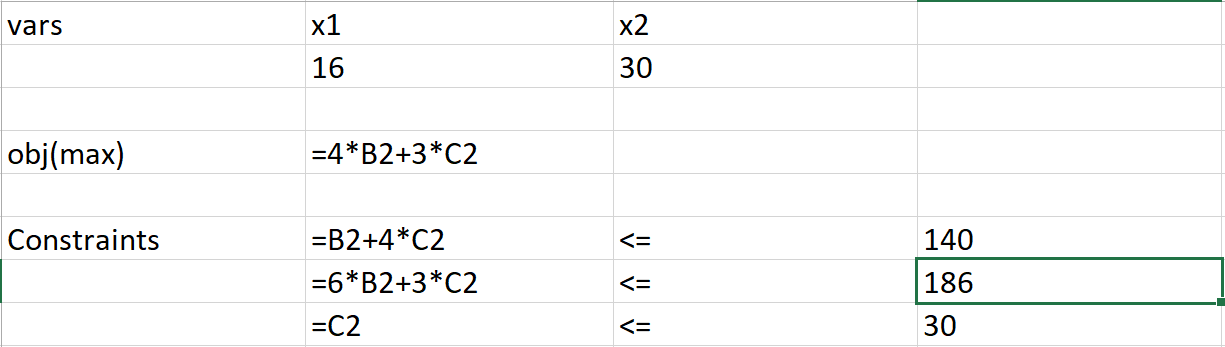 vars x1 x2
16 30
obj(max) =4*B2+3*C2
Constraints =B2+4*C2 <= 140
=6*B2+3*C2 <= 186
=C2 <= 30